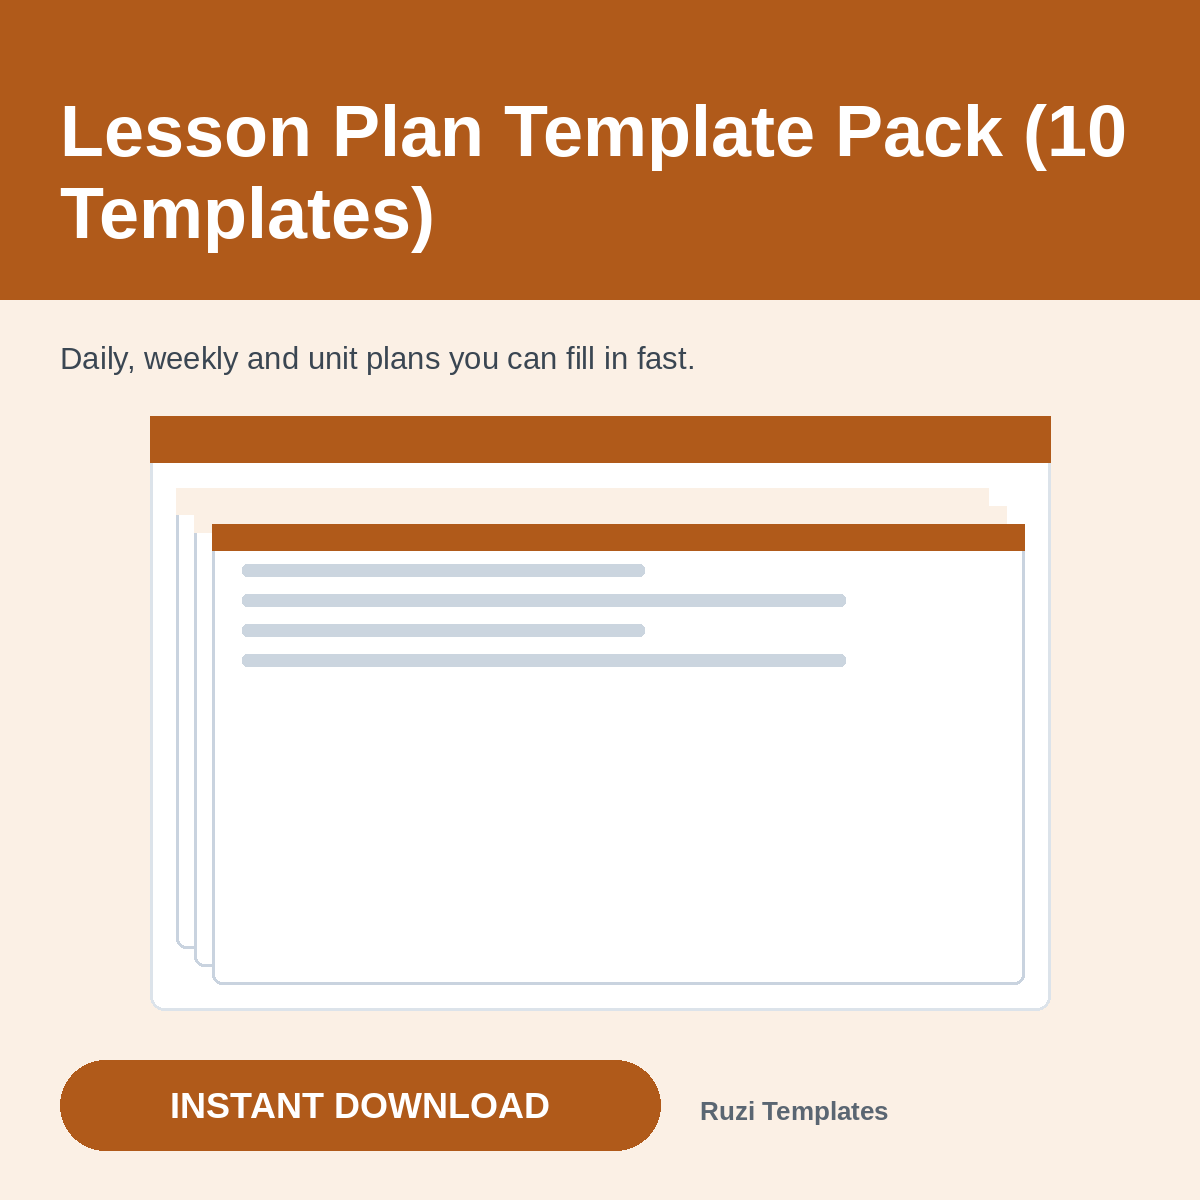 Lesson Plan Template Pack (10
Templates)
Daily, weekly and unit plans you can fill in fast.
INSTANT DOWNLOAD
Ruzi Templates